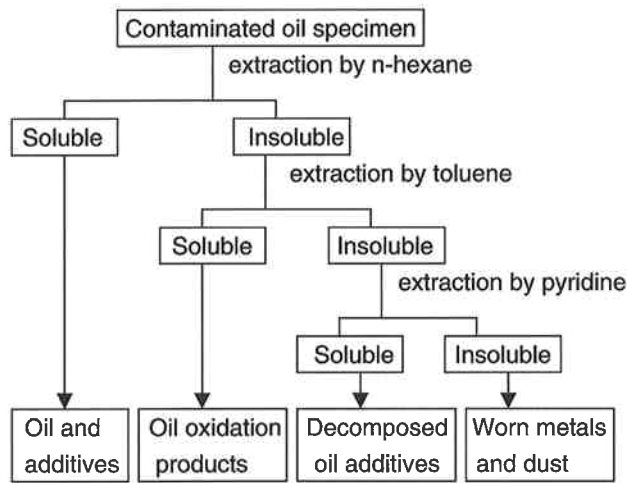 Contaminated oil specimen
extraction by n-hexane
Soluble
Insoluble
extraction by toluene
Soluble
Insoluble
extraction by pyridine
Soluble
Insoluble
Oil and
additives
Oil oxidation
products
Decomposed
oil additives
Worn metals
and dust